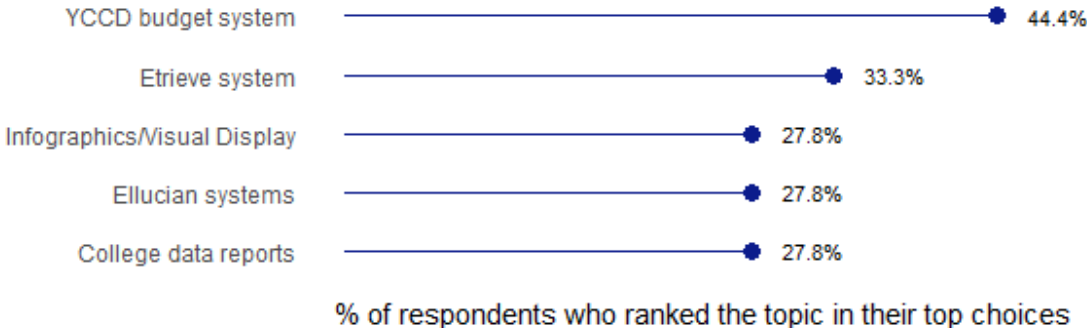 YCCD budget system 44.4%
Etrieve system 33.3%
Infographics/Visual Display 27.8%
Ellucian systems 27.8%
College data reports 27.8%
% of respondents who ranked the topic in their top choices